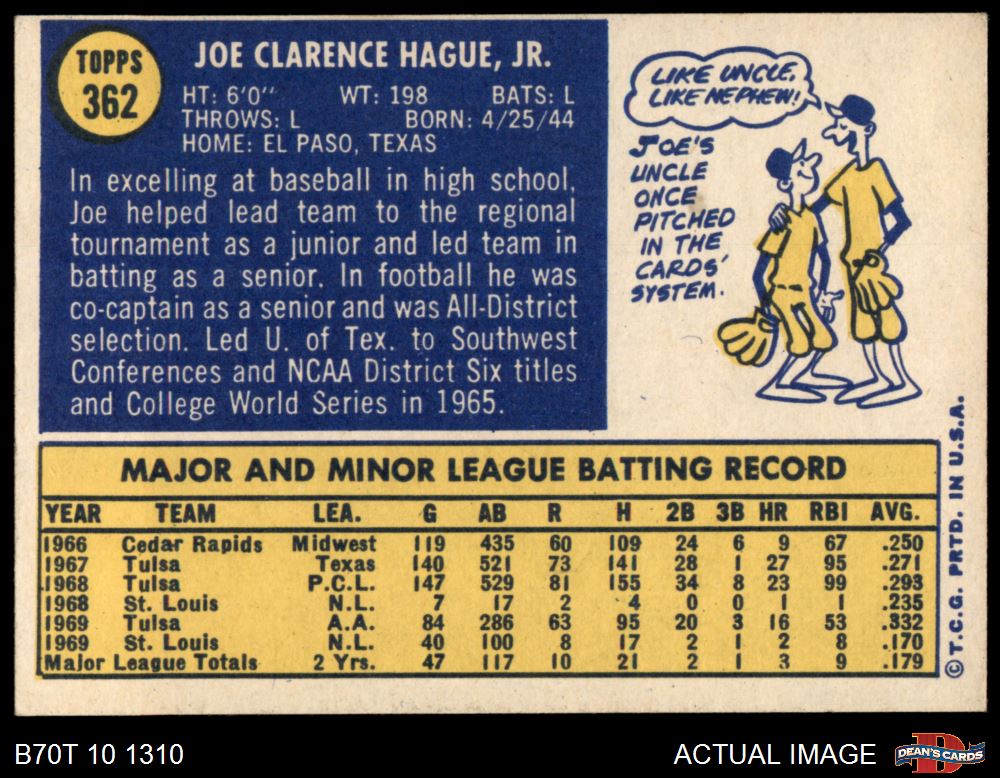 TOPPS
362
JOE CLARENCE HAGUE, JR.
HT: 6'0" WT: 198 BATS: L
THROWS: L BORN: 4/25/44
HOME: EL PASO, TEXAS
In excelling at baseball in high school,
Joe helped lead team to the regional
tournament as a junior and led team in
batting as a senior. In football he was
co-captain as a senior and was All-District
selection. Led U. of Tex. to Southwest
Conferences and NCAA District Six titles
and College World Series in 1965.
LIKE UNCLE,
LIKE NEPHEW!
JOE'S
UNCLE
ONCE
PITCHED
IN THE
CARDS'
SYSTEM.
MAJOR AND MINOR LEAGUE BATTING RECORD
YEAR TEAM LEA. G AB R H 2B 3B HR RBI AVG.
1966 Cedar Rapids Midwest 119 435 60 109 24 6 9 67 .250
1967 Tulsa Texas 140 521 73 141 28 1 27 95 .271
1968 Tulsa P.C.L. 147 529 81 155 34 8 23 99 .293
1968 St. Louis N.L. 7 17 2 4 0 0 1 1 .235
1969 Tulsa A.A. 84 286 63 95 20 3 16 53 .332
1969 St. Louis N.L. 40 100 8 17 2 1 2 8 .170
Major League Totals 2 Yrs. 47 117 10 21 2 1 3 9 .179
© T.C.G. PRTD. IN U.S.A.
B70T 10 1310 ACTUAL IMAGE
DEAN'S CARDS